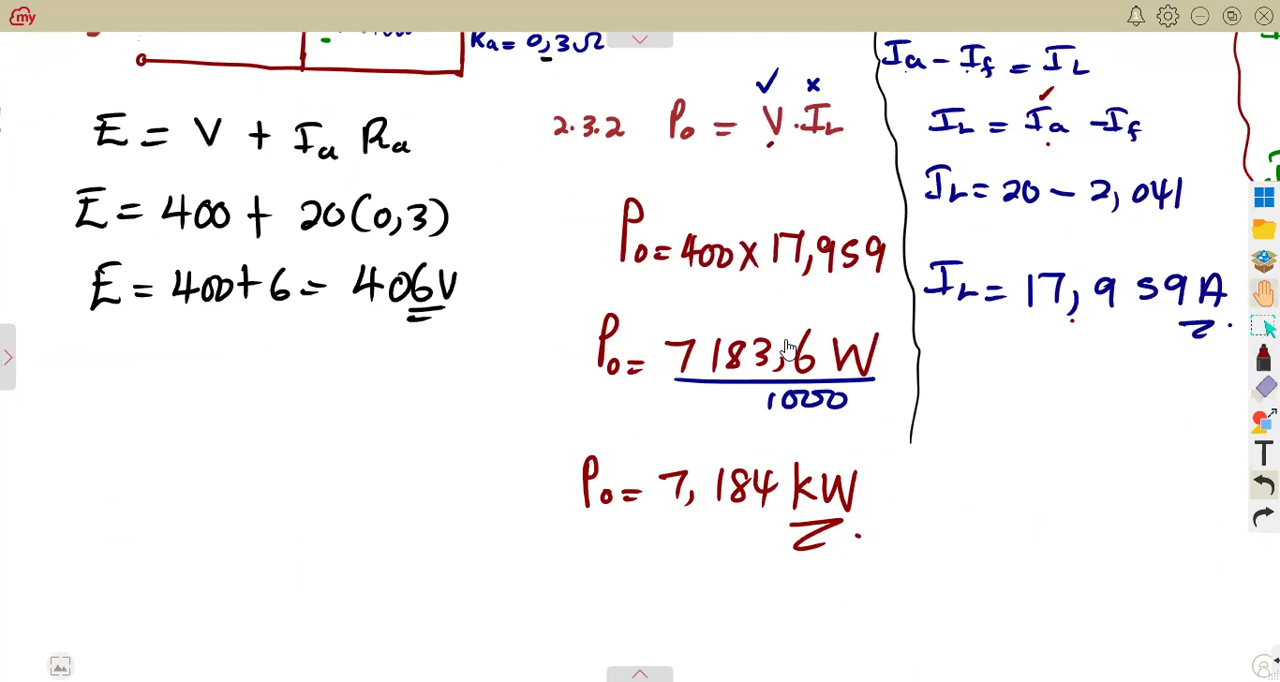 my
Ra = 0,3Ω
E = V + Ia Ra
E = 400 + 20(0,3)
E = 400+6 = 406V
✓ x
2.3.2 Po = V.IL
Po = 400 x 17,959
Po = 7 183,6 W
1000
Po = 7,184 kW
Ia - If = IL
IL = Ia - If
IL = 20 - 2,041
IL = 17,959A
T